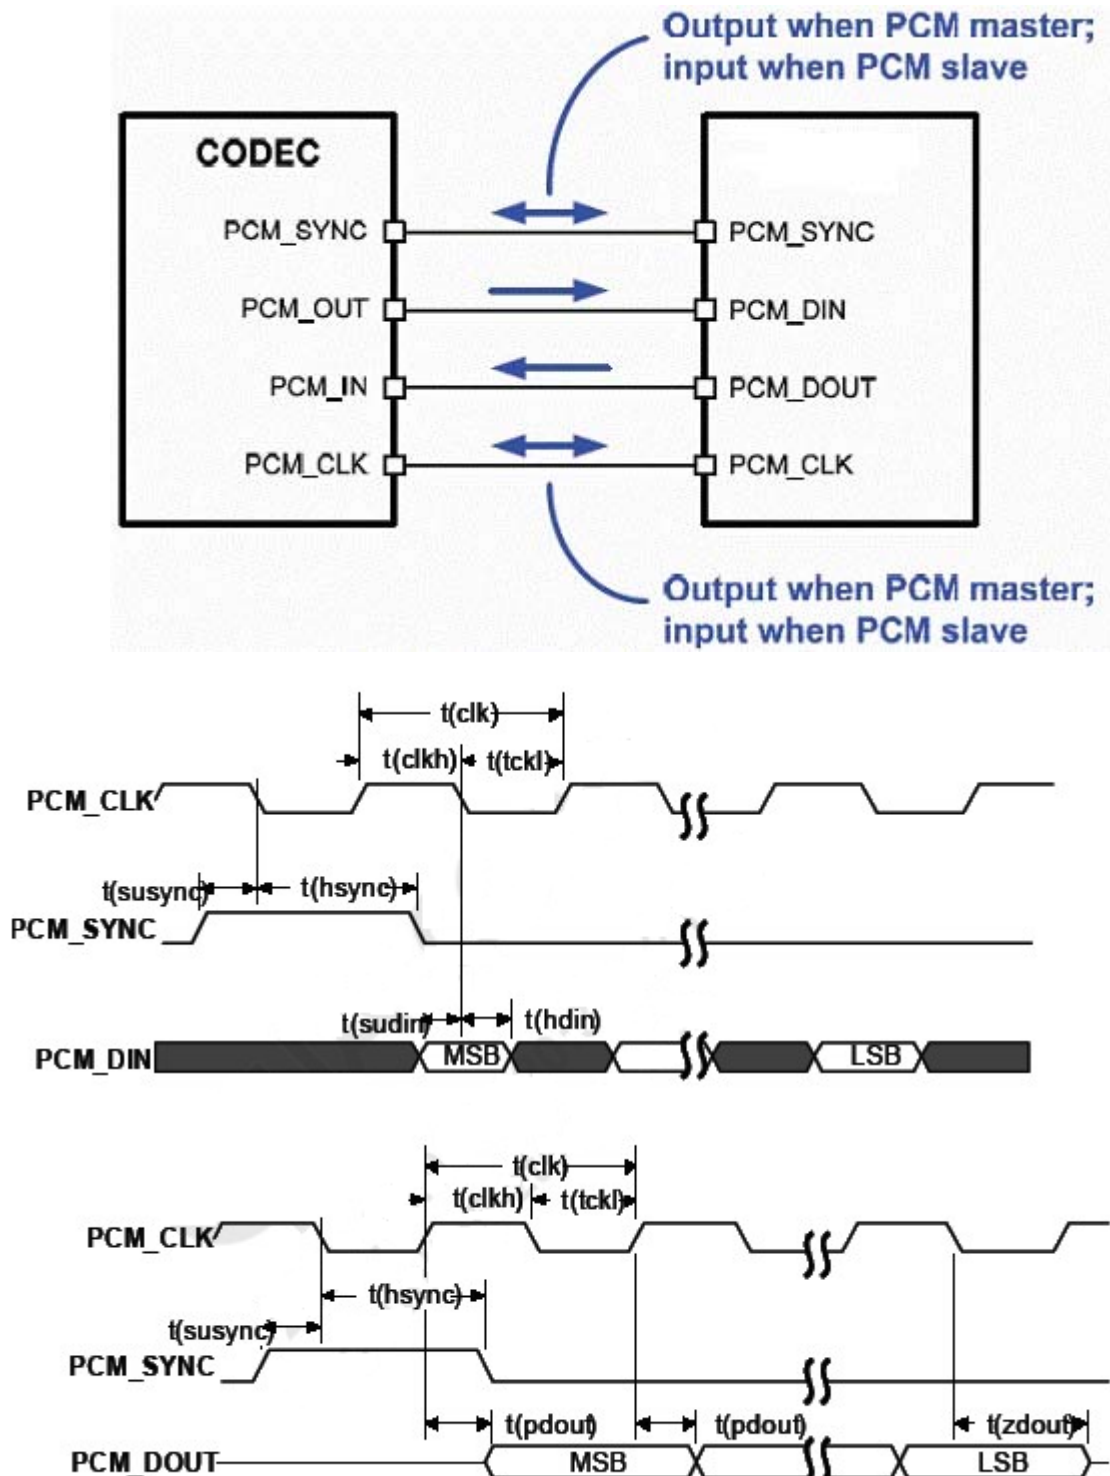 Output when PCM master;
input when PCM slave
CODEC
PCM_SYNC PCM_SYNC
PCM_OUT PCM_DIN
PCM_IN PCM_DOUT
PCM_CLK PCM_CLK
Output when PCM master;
input when PCM slave
t(clk)
t(clkh) t(tckl)
PCM_CLK
t(susync) t(hsync)
PCM_SYNC
t(sudin) t(hdin)
PCM_DIN MSB LSB
t(clk)
t(clkh) t(tckl)
PCM_CLK
t(hsync)
t(susync)
PCM_SYNC
t(pdout) t(pdout) t(zdout)
PCM_DOUT MSB LSB